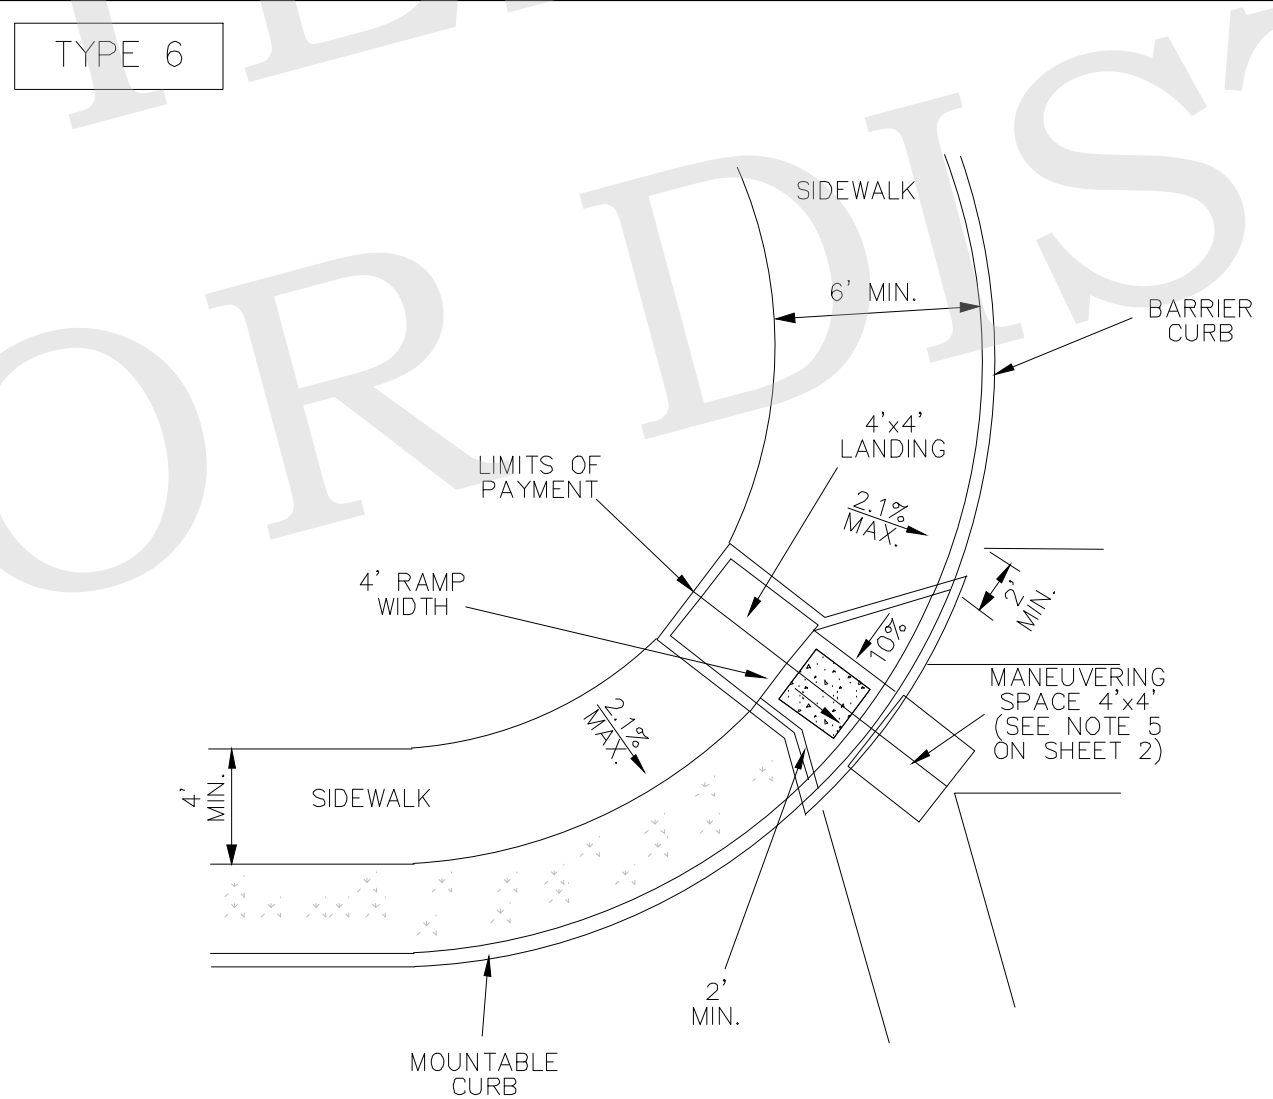 TYPE 6
OR DIST
SIDEWALK
6' MIN.
BARRIER
CURB
4'x4'
LANDING
LIMITS OF
PAYMENT
2.1%
MAX.
4' RAMP
WIDTH
2'
MIN.
10%
MANEUVERING
SPACE 4'x4'
(SEE NOTE 5
ON SHEET 2)
2.1%
MAX.
4'
MIN.
SIDEWALK
2'
MIN.
MOUNTABLE
CURB